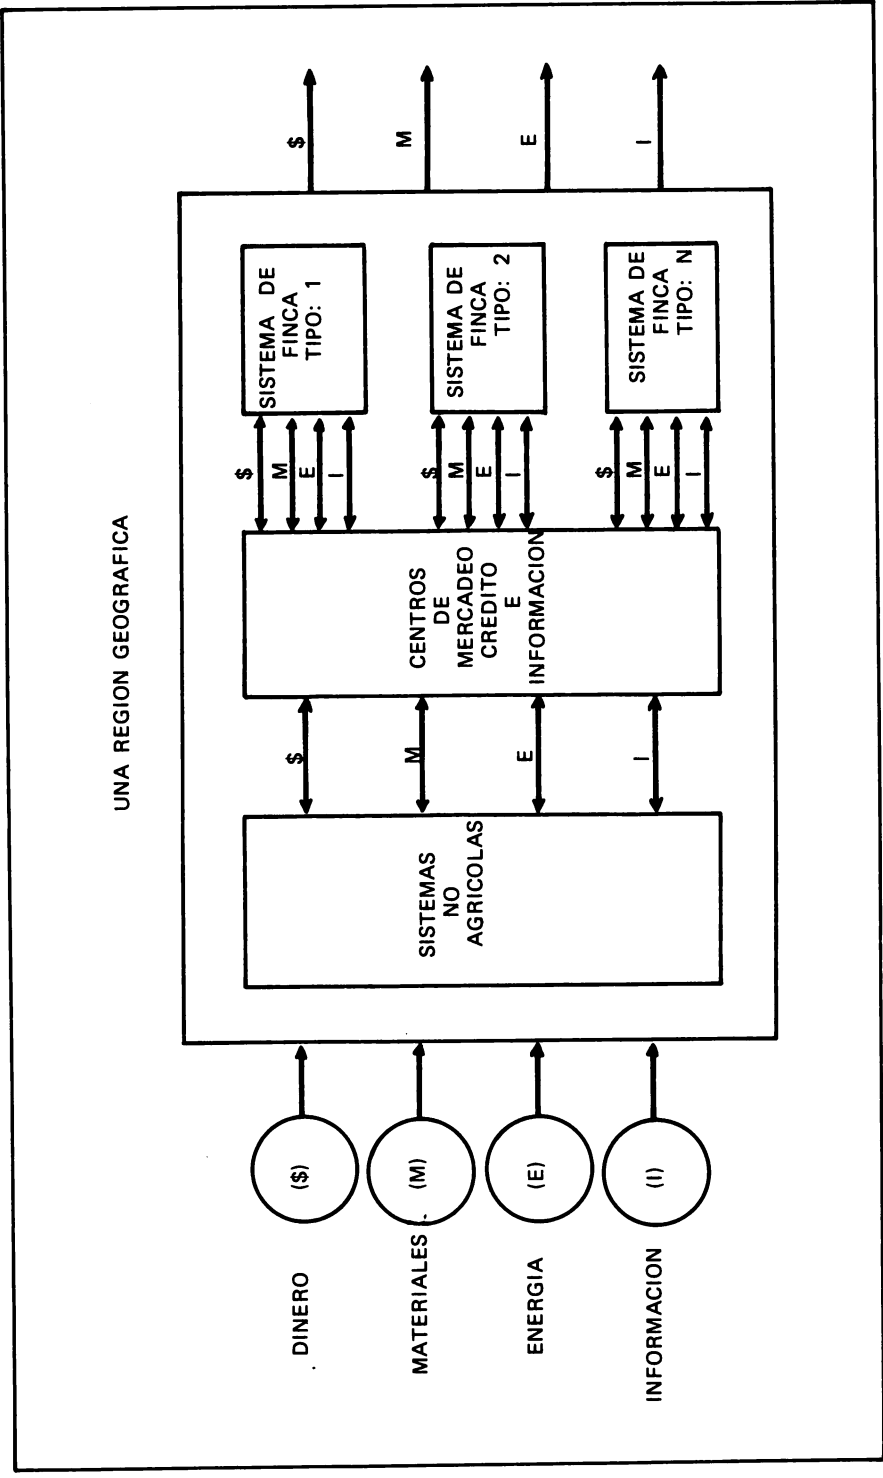 UNA REGION GEOGRAFICA
DINERO
($)
$
$
$
SISTEMA DE
FINCA
TIPO: 1
$
M
E
I
MATERIALES
(M)
M
M
SISTEMAS
NO
AGRICOLAS
CENTROS
DE
MERCADEO
CREDITO
E
INFORMACION
$
M
E
I
SISTEMA DE
FINCA
TIPO: 2
ENERGIA
(E)
E
E
INFORMACION
(I)
I
$
M
E
I
SISTEMA DE
FINCA
TIPO: N
I